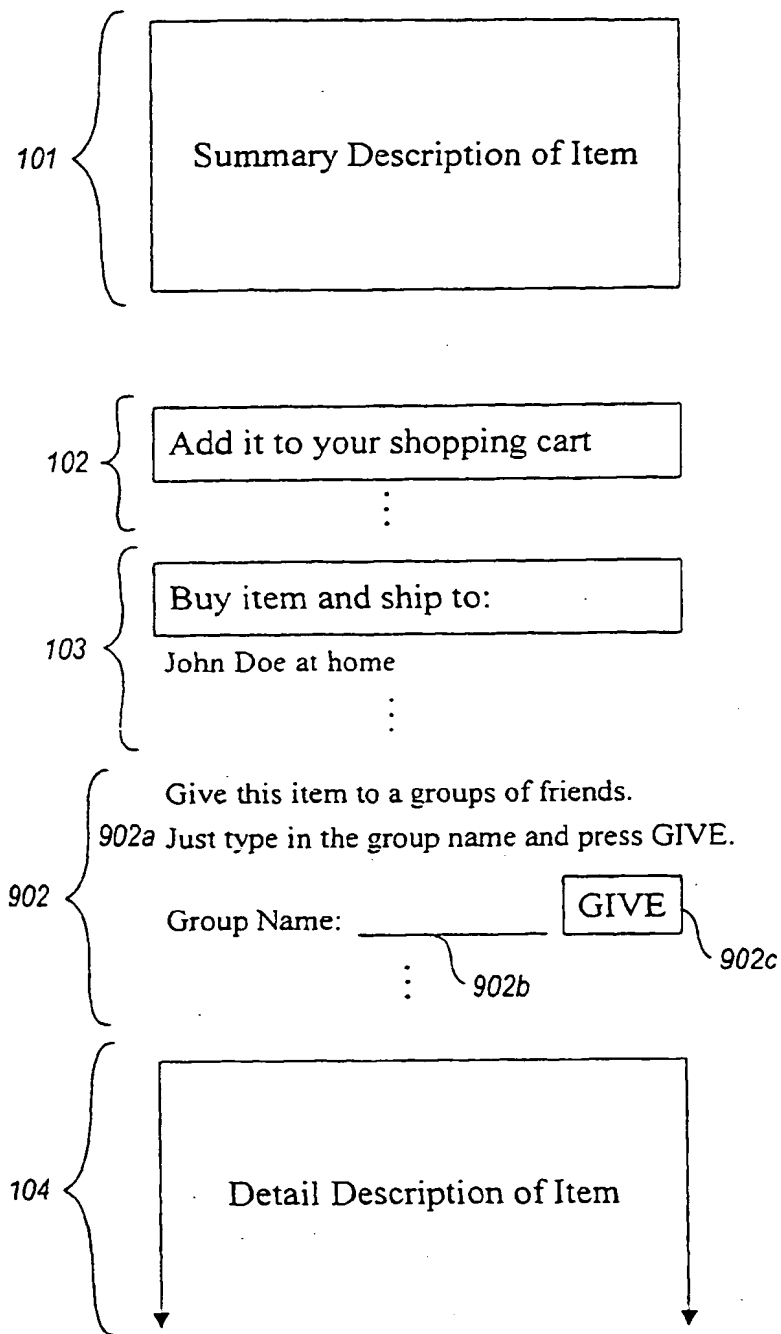 101
Summary Description of Item
102
Add it to your shopping cart
103
Buy item and ship to:
John Doe at home
902
Give this item to a groups of friends.
902a Just type in the group name and press GIVE.
Group Name:
GIVE
902b
902c
104
Detail Description of Item